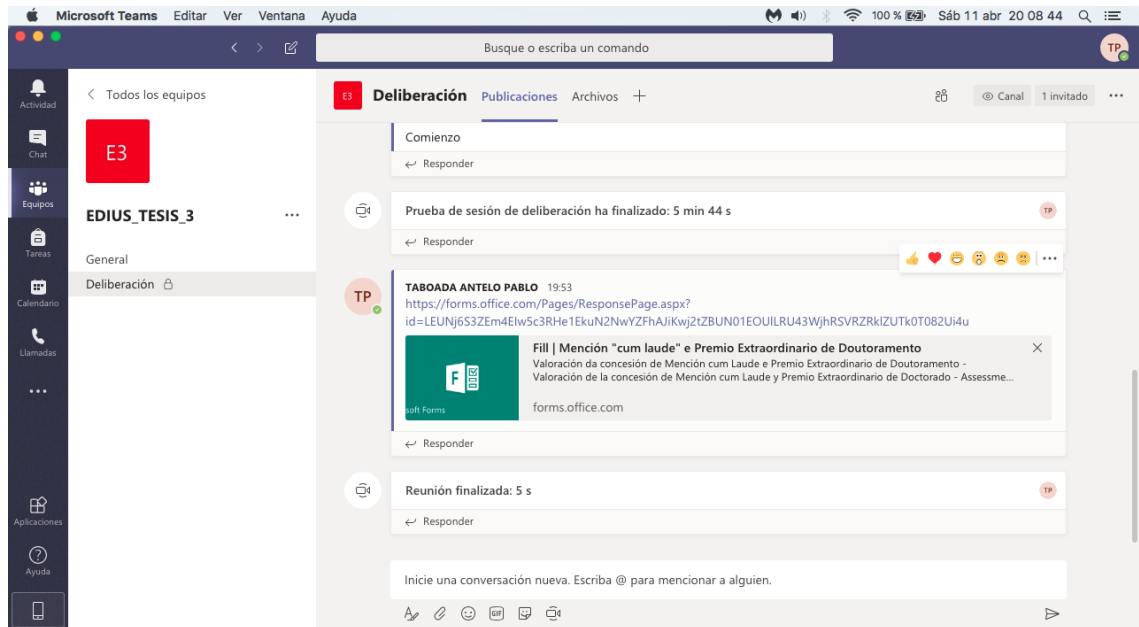 Microsoft Teams Editar Ver Ventana Ayuda 100 % Sáb 11 abr 20 08 44
Busque o escriba un comando
TP
Actividad
Chat
Equipos
Tareas
Calendario
Llamadas
Aplicaciones
Ayuda
Todos los equipos
E3
EDIUS_TESIS_3
General
Deliberación
E3 Deliberación Publicaciones Archivos Canal 1 invitado
Comienzo
Responder
Prueba de sesión de deliberación ha finalizado: 5 min 44 s TP
Responder
TP
TABOADA ANTELO PABLO 19:53
https://forms.office.com/Pages/ResponsePage.aspx?
Fill | Mención "cum laude" e Premio Extraordinario de Doutoramento
Valoración da concesión de Mención cum Laude e Premio Extraordinario de Doutoramento -
Valoración de la concesión de Mención cum Laude y Premio Extraordinario de Doctorado - Assessme...
forms.office.com
soft Forms
Responder
Reunión finalizada: 5 s TP
Responder
Inicie una conversación nueva. Escriba @ para mencionar a alguien.
GIF